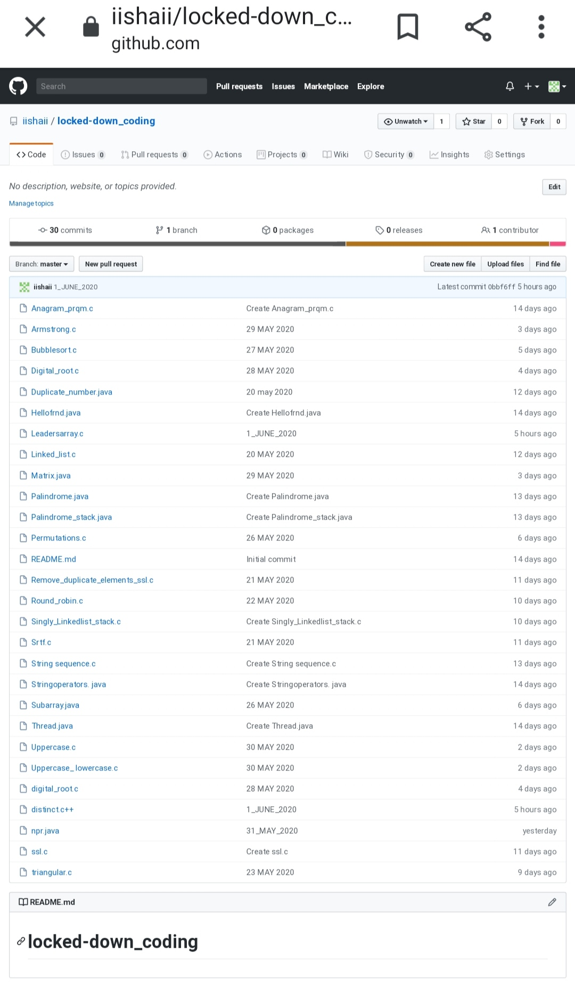 iishaii/locked-down_c...
github.com
Search Pull requests Issues Marketplace Explore
iishaii / locked-down_coding Unwatch 1 Star 0 Fork 0
Code Issues 0 Pull requests 0 Actions Projects 0 Wiki Security 0 Insights Settings
No description, website, or topics provided. Edit
Manage topics
30 commits 1 branch 0 packages 0 releases 1 contributor
Branch: master New pull request Create new file Upload files Find file
iishaii 1_JUNE_2020 Latest commit 0bbf6ff 5 hours ago
Anagram_prqm.c Create Anagram_prqm.c 14 days ago
Armstrong.c 29 MAY 2020 3 days ago
Bubblesort.c 27 MAY 2020 5 days ago
Digital_root.c 28 MAY 2020 4 days ago
Duplicate_number.java 20 may 2020 12 days ago
Hellofrnd.java Create Hellofrnd.java 14 days ago
Leadersarray.c 1_JUNE_2020 5 hours ago
Linked_list.c 20 MAY 2020 12 days ago
Matrix.java 29 MAY 2020 3 days ago
Palindrome.java Create Palindrome.java 13 days ago
Palindrome_stack.java Create Palindrome_stack.java 13 days ago
Permutations.c 26 MAY 2020 6 days ago
README.md Initial commit 14 days ago
Remove_duplicate_elements_ssl.c 21 MAY 2020 11 days ago
Round_robin.c 22 MAY 2020 10 days ago
Singly_Linkedlist_stack.c Create Singly_Linkedlist_stack.c 10 days ago
Srtf.c 21 MAY 2020 11 days ago
String sequence.c Create String sequence.c 13 days ago
Stringoperators. java Create Stringoperators. java 14 days ago
Subarray.java 26 MAY 2020 6 days ago
Thread.java Create Thread.java 14 days ago
Uppercase.c 30 MAY 2020 2 days ago
Uppercase_ lowercase.c 30 MAY 2020 2 days ago
digital_root.c 28 MAY 2020 4 days ago
distinct.c++ 1_JUNE_2020 5 hours ago
npr.java 31_MAY_2020 yesterday
ssl.c Create ssl.c 11 days ago
triangular.c 23 MAY 2020 9 days ago
README.md
locked-down_coding